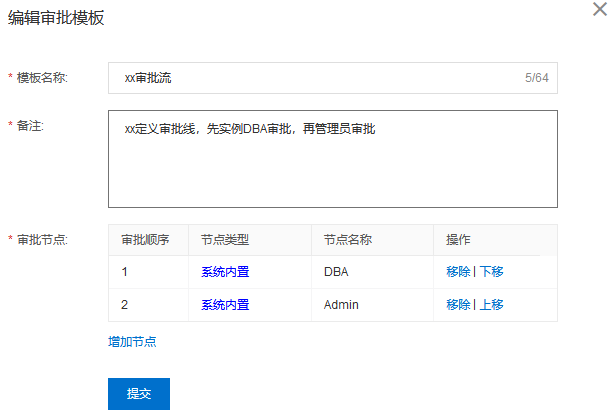 编辑审批模板
* 模板名称: xx审批流 5/64
* 备注: xx定义审批线，先实例DBA审批，再管理员审批
* 审批节点: 审批顺序 节点类型 节点名称 操作
1 系统内置 DBA 移除 | 下移
2 系统内置 Admin 移除 | 上移
增加节点
提交